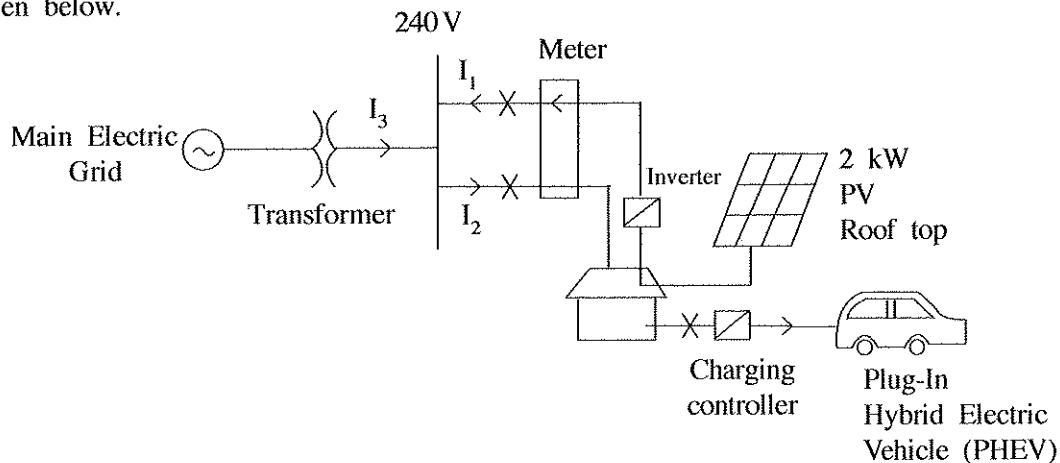 en below.
240 V
Meter
I1
I3
Main Electric
Grid
Transformer
I2
Inverter
2 kW
PV
Roof top
Charging
controller
Plug-In
Hybrid Electric
Vehicle (PHEV)